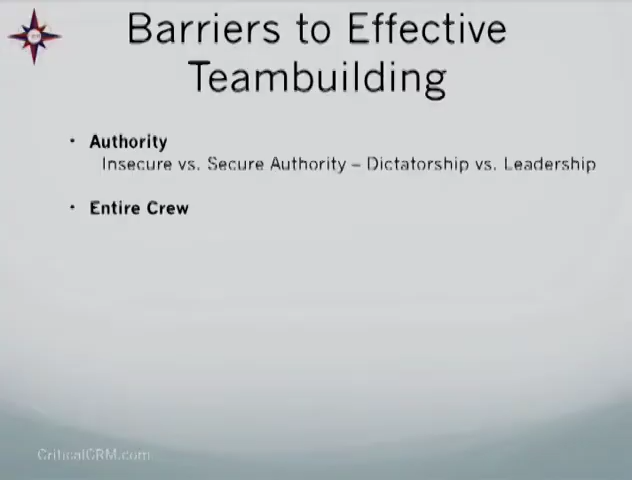 Barriers to Effective
Teambuilding
• Authority
Insecure vs. Secure Authority – Dictatorship vs. Leadership
• Entire Crew
CriticalCRM.com